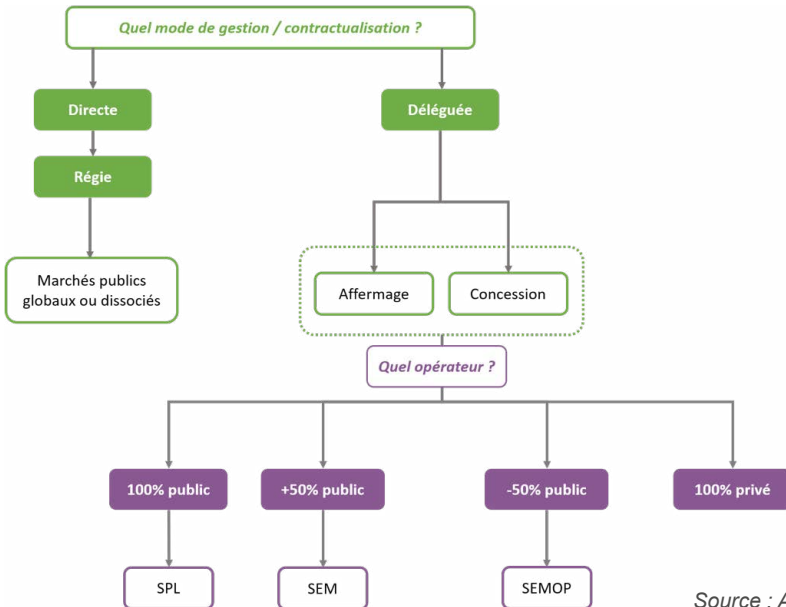 Quel mode de gestion / contractualisation ?
Directe
Déléguée
Régie
Marchés publics
globaux ou dissociés
Affermage
Concession
Quel opérateur ?
100% public
+50% public
-50% public
100% privé
SPL
SEM
SEMOP
Source :